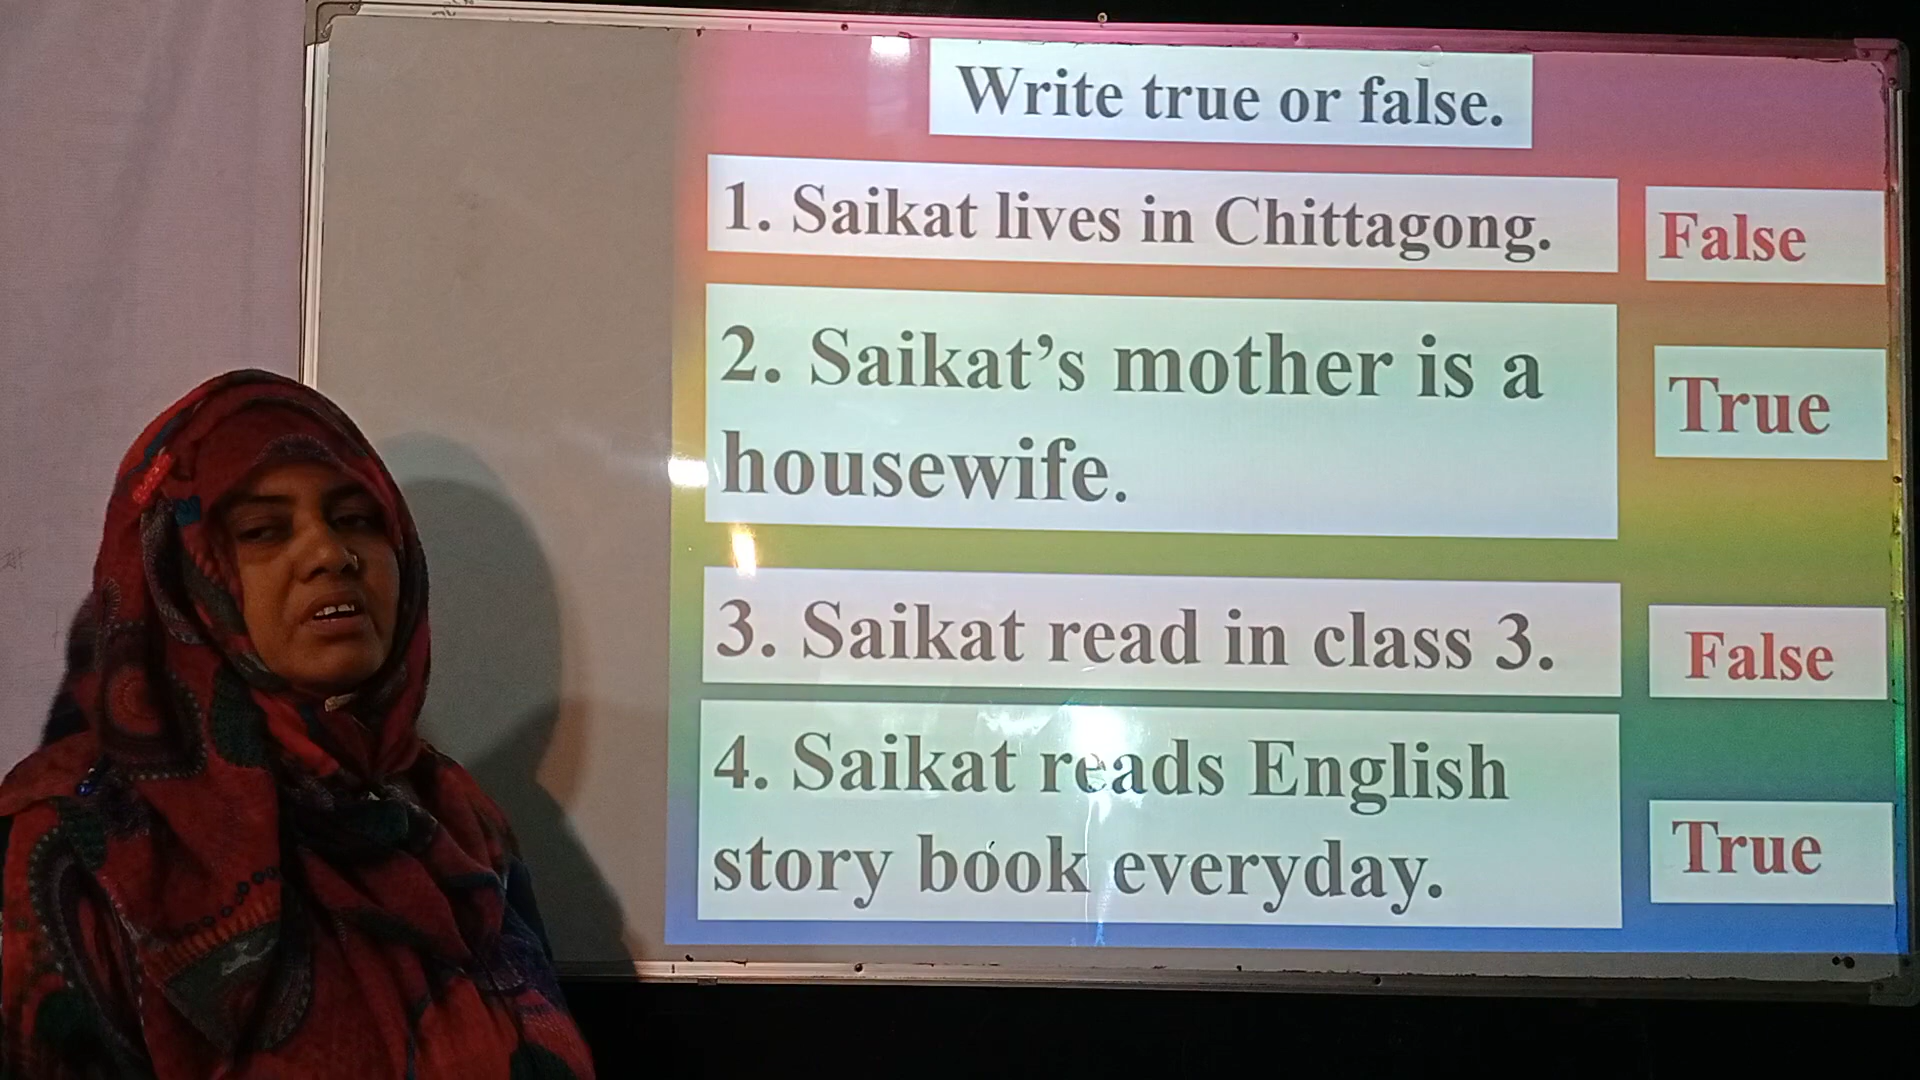 Write true or false.
1. Saikat lives in Chittagong.
False
2. Saikat’s mother is a
housewife.
True
3. Saikat read in class 3.
False
4. Saikat reads English
story book everyday.
True